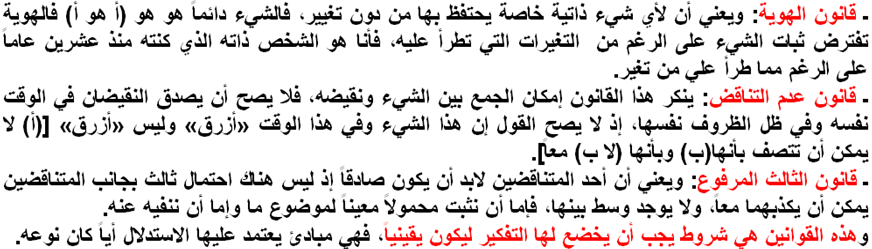 ـ قانون الهوية: ويعني أن لأي شيء ذاتية خاصة يحتفظ بها من دون تغيير، فالشيء دائماً هو هو (أ هو أ) فالهوية
تفترض ثبات الشيء على الرغم من التغيرات التي تطرأ عليه، فأنا هو الشخص ذاته الذي كنته منذ عشرين عاماً
على الرغم مما طرأ علي من تغير.
ـ قانون عدم التناقض: ينكر هذا القانون إمكان الجمع بين الشيء ونقيضه، فلا يصح أن يصدق النقيضان في الوقت
نفسه وفي ظل الظروف نفسها، إذ لا يصح القول إن هذا الشيء وفي هذا الوقت «أزرق» وليس «أزرق» [(أ) لا
يمكن أن تتصف بأنها(ب) وبأنها (لا ب) معاً].
ـ قانون الثالث المرفوع: ويعني أن أحد المتناقضين لابد أن يكون صادقاً إذ ليس هناك احتمال ثالث بجانب المتناقضين
يمكن أن يكذبهما معاً، ولا يوجد وسط بينها، فإما أن نثبت محمولاً معيناً لموضوع ما وإما أن ننفيه عنه.
وهذه القوانين هي شروط يجب أن يخضع لها التفكير ليكون يقينياً، فهي مبادئ يعتمد عليها الاستدلال أياً كان نوعه.